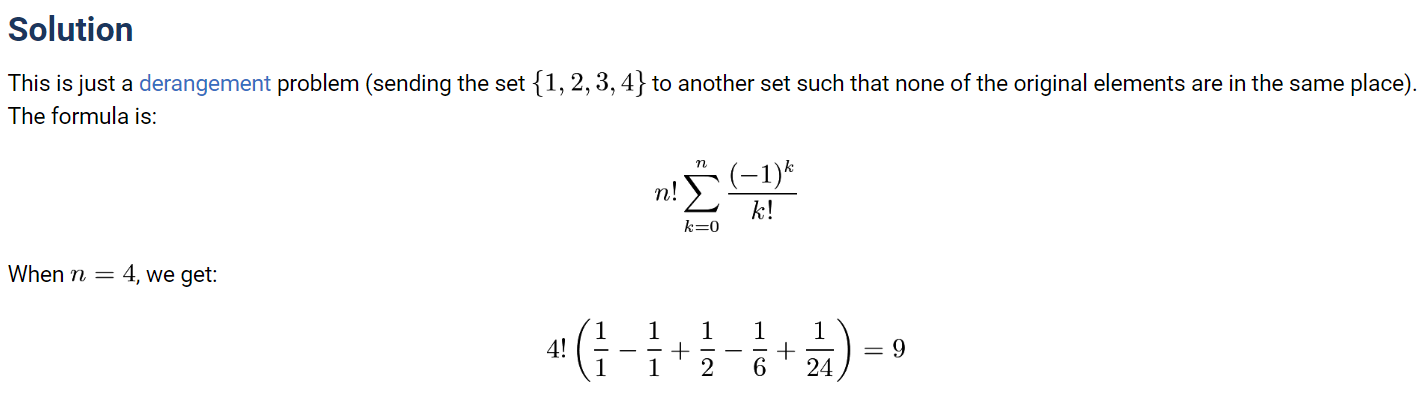 Solution
This is just a derangement problem (sending the set {1, 2, 3, 4} to another set such that none of the original elements are in the same place).
The formula is:
$n! \sum_{k=0}^{n} \frac{(-1)^k}{k!}$
When n = 4, we get:
$4! \left( \frac{1}{1} - \frac{1}{1} + \frac{1}{2} - \frac{1}{6} + \frac{1}{24} \right) = 9$